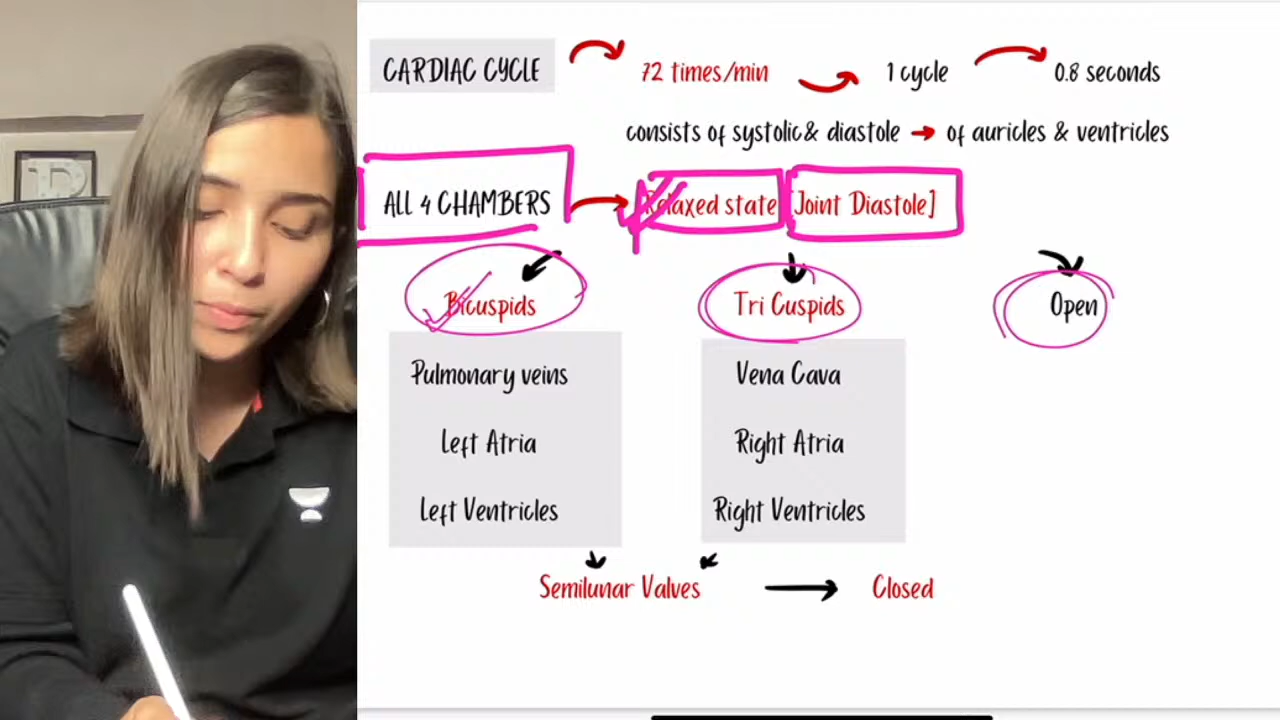 CARDIAC CYCLE 72 times/min 1 cycle 0.8 seconds
consists of systolic & diastole of auricles & ventricles
ALL 4 CHAMBERS Relaxed state Joint Diastole]
Bicuspids Tri Cuspids Open
Pulmonary veins Vena Cava
Left Atria Right Atria
Left Ventricles Right Ventricles
Semilunar Valves Closed